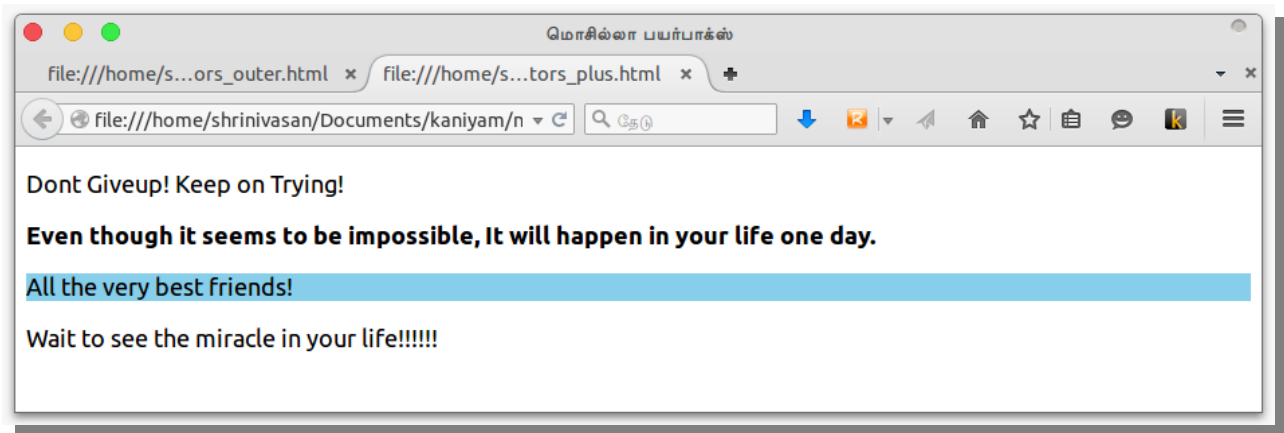 மொசில்லா பயர்பாக்ஸ்
file:///home/s...ors_outer.html file:///home/s...tors_plus.html
file:///home/shrinivasan/Documents/kaniyam/n தேடு
Dont Giveup! Keep on Trying!
Even though it seems to be impossible, It will happen in your life one day.
All the very best friends!
Wait to see the miracle in your life!!!!!!